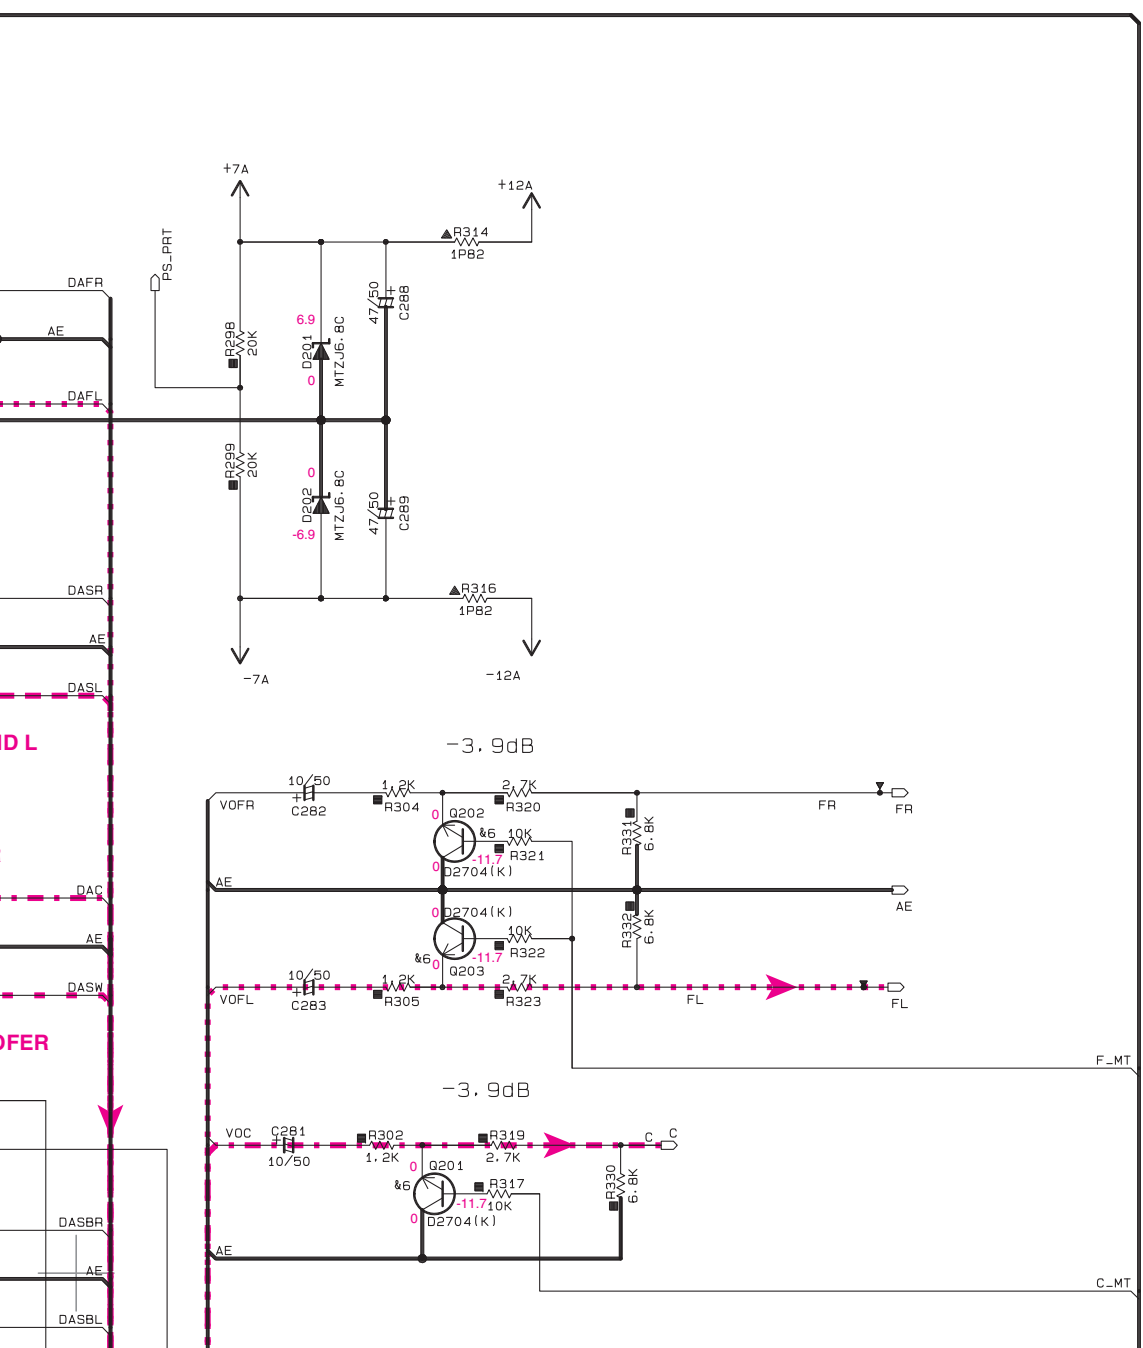 +7A
+12A
PS_PRT
R314
1P82
DAFR
AE
R298
20K
6.9
D201
MTZJ6.8C
0
47/50
+
C288
DAFL
R299
20K
0
D202
MTZJ6.8C
-6.9
47/50
+
C289
DASR
R316
1P82
AE
-7A
-12A
DASL
ND L
-3.9dB
10/50
+
C282
VOFR
1.2K
R304
2.7K
R320
FR
FR
0
Q202
&6
10K
R321
-11.7
0
D2704(K)
R331
6.8K
AE
AE
DAC
AE
0
D2704(K)
10K
R322
-11.7
&6
0
Q203
R332
6.8K
DASW
VOFL
10/50
+
C283
1.2K
R305
2.7K
R323
FL
FL
OFER
F_MT
-3.9dB
VOC
C281
+
10/50
R302
1.2K
R319
2.7K
C
C
0
Q201
&6
R317
-11.7
10K
0
D2704(K)
R330
6.8K
DASBR
AE
AE
C_MT
DASBL